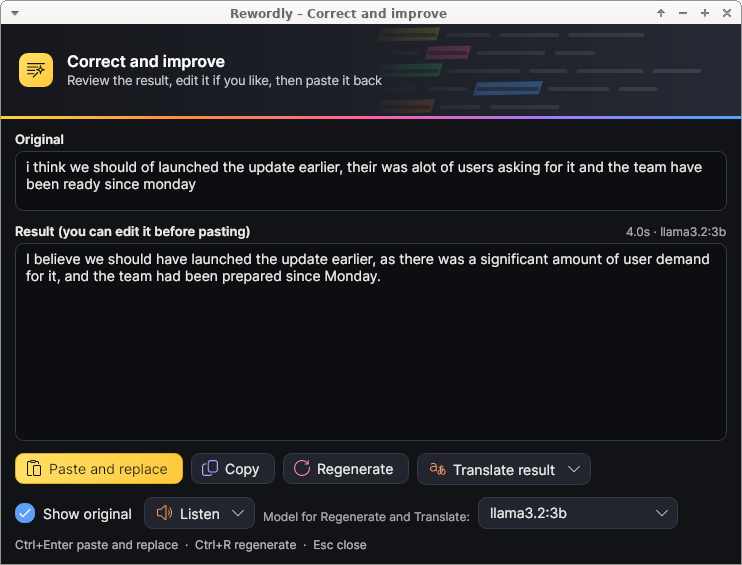 Rewordly - Correct and improve
Correct and improve
Review the result, edit it if you like, then paste it back
Original
i think we should of launched the update earlier, their was alot of users asking for it and the team have
been ready since monday
Result (you can edit it before pasting)
4.0s · llama3.2:3b
I believe we should have launched the update earlier, as there was a significant amount of user demand
for it, and the team had been prepared since Monday.
Paste and replace
Copy
Regenerate
Translate result
Show original
Listen
Model for Regenerate and Translate:
llama3.2:3b
Ctrl+Enter paste and replace · Ctrl+R regenerate · Esc close